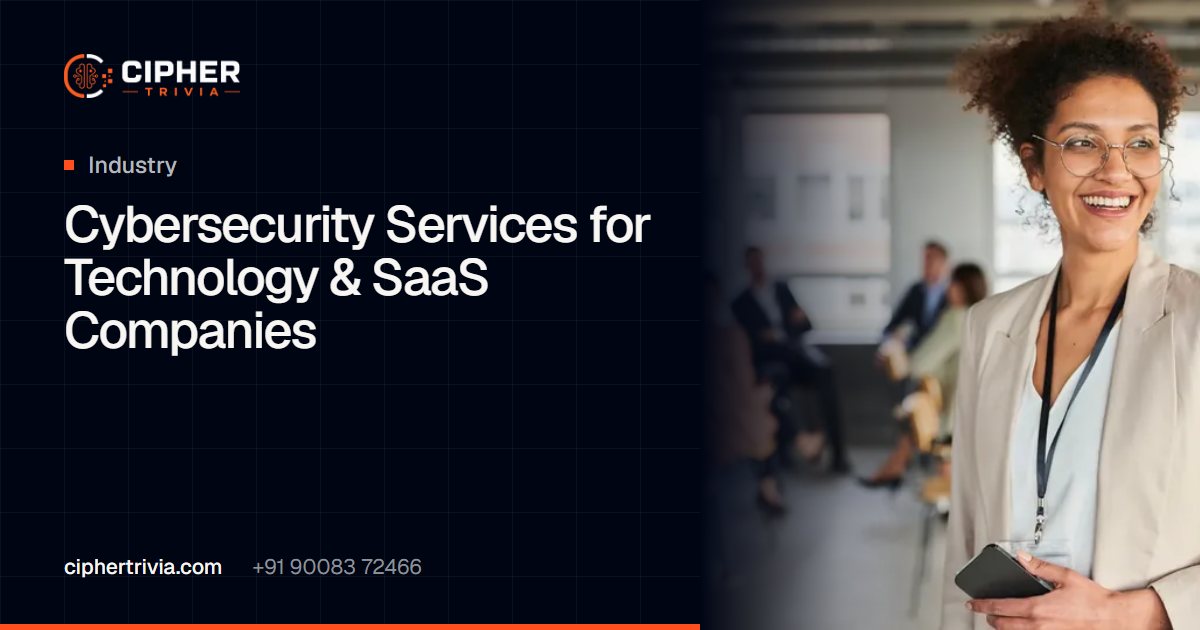 CIPHER
TRIVIA
Industry
Cybersecurity Services for
Technology & SaaS
Companies
ciphertrivia.com +91 90083 72466